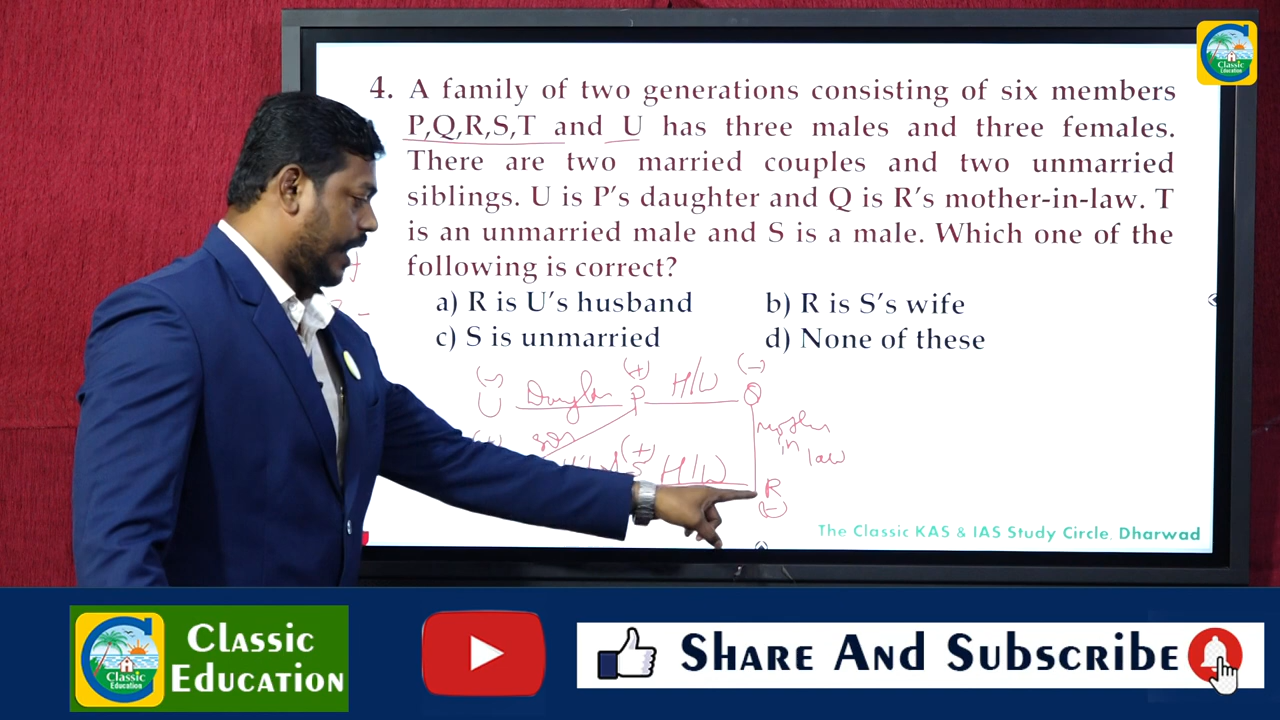 Classic
Education
4. A family of two generations consisting of six members
P,Q,R,S,T and U has three males and three females.
There are two married couples and two unmarried
siblings. U is P's daughter and Q is R's mother-in-law. T
is an unmarried male and S is a male. Which one of the
following is correct?
a) R is U's husband b) R is S's wife
c) S is unmarried d) None of these
(-) (+) (-)
U P H/W Q
son
mother
in
law
(+)
S H/W R
(-)
The Classic KAS & IAS Study Circle. Dharwad
Classic
Education
Classic
Education
Share And Subscribe